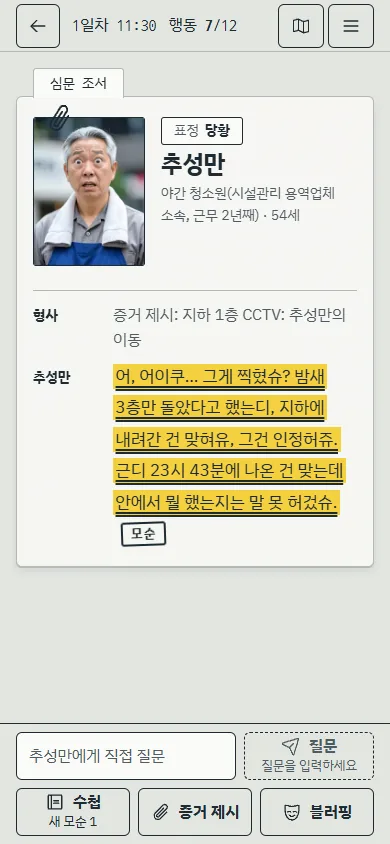 1일차 11:30 행동 7/12
심문 조서
표정 당황
추성만
야간 청소원(시설관리 용역업체
소속, 근무 2년째) · 54세
형사 증거 제시: 지하 1층 CCTV: 추성만의
이동
추성만 어, 어이쿠... 그게 찍혔슈? 밤새
3층만 돌았다고 했는디, 지하에
내려간 건 맞혀유, 그건 인정허쥬.
근디 23시 43분에 나온 건 맞는데
안에서 뭘 했는지는 말 못 허겄슈.
모순
추성만에게 직접 질문
질문
질문을 입력하세요
수첩
새 모순 1
증거 제시
블러핑